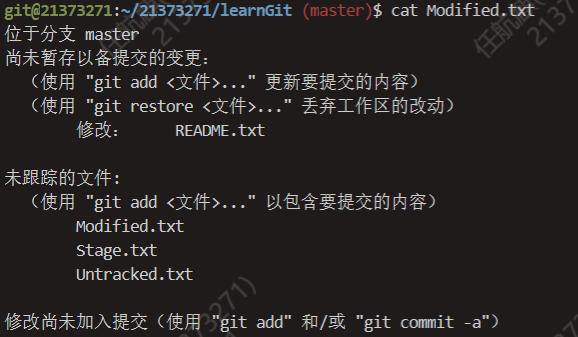 git@21373271:~/21373271/learnGit (master)$ cat Modified.txt
位于分支 master
尚未暂存以备提交的变更：
（使用 "git add <文件>..." 更新要提交的内容）
（使用 "git restore <文件>..." 丢弃工作区的改动）
修改：     README.txt
未跟踪的文件:
（使用 "git add <文件>..." 以包含要提交的内容）
Modified.txt
Stage.txt
Untracked.txt
修改尚未加入提交（使用 "git add" 和/或 "git commit -a"）